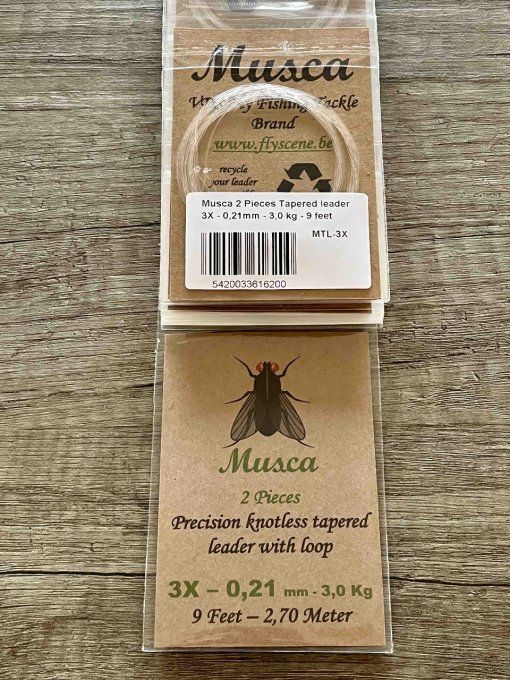 Musca
Fly Fishing Tackle
Brand
www.flyscene.be
recycle
your leader
Musca 2 Pieces Tapered leader
3X - 0,21mm - 3,0 kg - 9 feet
MTL-3X
5420033616200
Musca
2 Pieces
Precision knotless tapered
leader with loop
3X – 0,21 mm - 3,0 Kg
9 Feet – 2,70 Meter